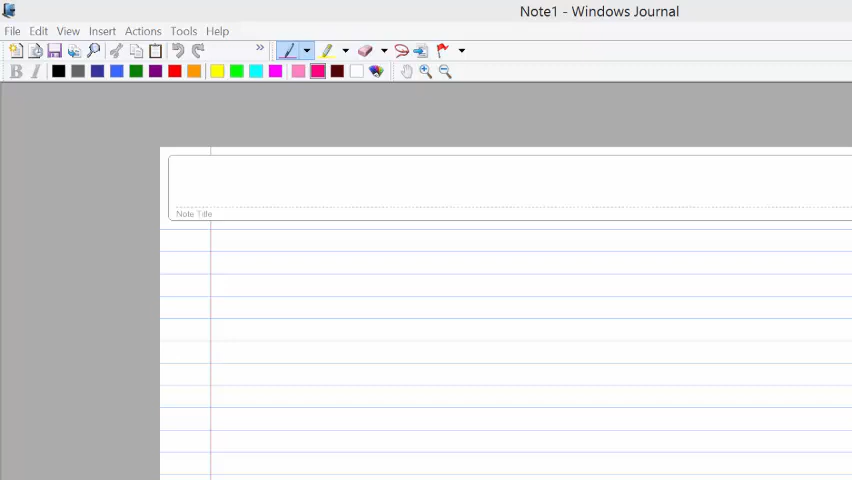 Note1 - Windows Journal
File Edit View Insert Actions Tools Help
B I
Note Title